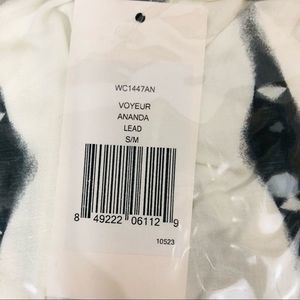 WC1447AN
VOYEUR
ANANDA
LEAD
S/M
8 49222 06112 9
10523